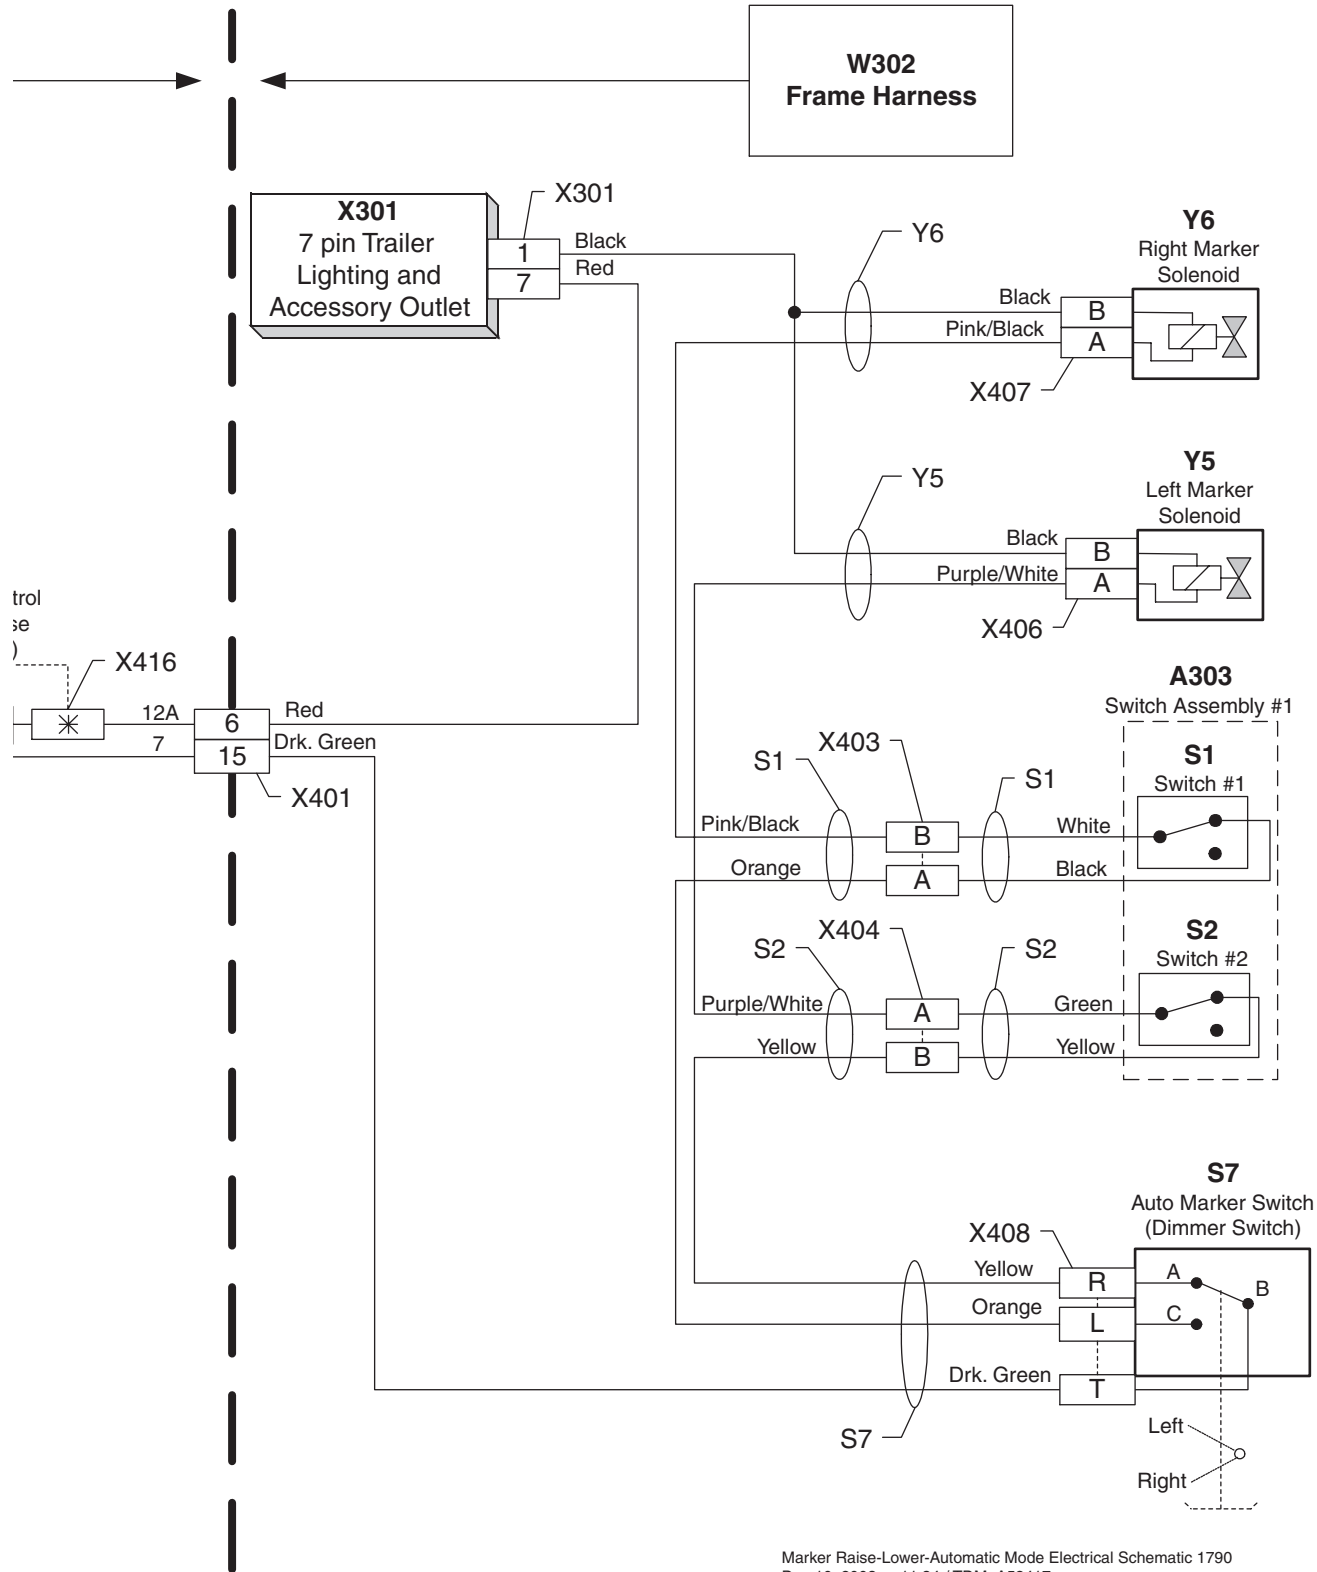 W302
Frame Harness
X301
7 pin Trailer
Lighting and
Accessory Outlet
X301
1
7
Black
Red
Y6
Y6
Right Marker
Solenoid
Black
B
Pink/Black
A
X407
Y5
Y5
Left Marker
Solenoid
Black
B
Purple/White
A
X406
trol
se
)
X416
12A
6
Red
7
15
Drk. Green
X401
A303
Switch Assembly #1
X403
S1
S1
S1
Switch #1
Pink/Black
B
White
Orange
A
Black
X404
S2
S2
S2
Switch #2
Purple/White
A
Green
Yellow
B
Yellow
S7
Auto Marker Switch
(Dimmer Switch)
X408
Yellow
R
A
B
Orange
L
C
Drk. Green
T
S7
Left
Right
Marker Raise-Lower-Automatic Mode Electrical Schematic 1790